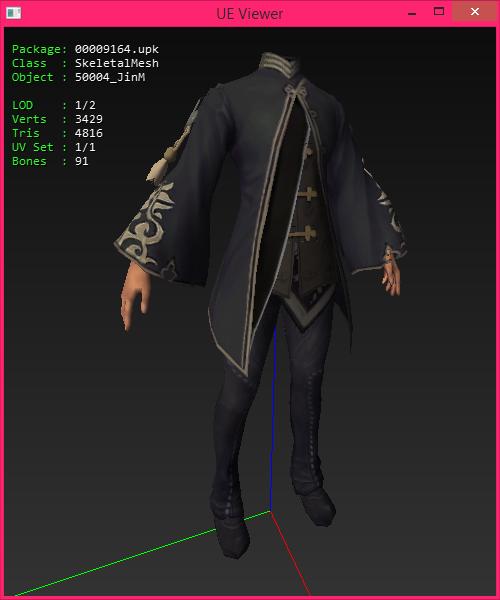 UE Viewer
Package: 00009164.upk
Class  : SkeletalMesh
Object : 50004_JinM
LOD    : 1/2
Verts  : 3429
Tris   : 4816
UV Set : 1/1
Bones  : 91